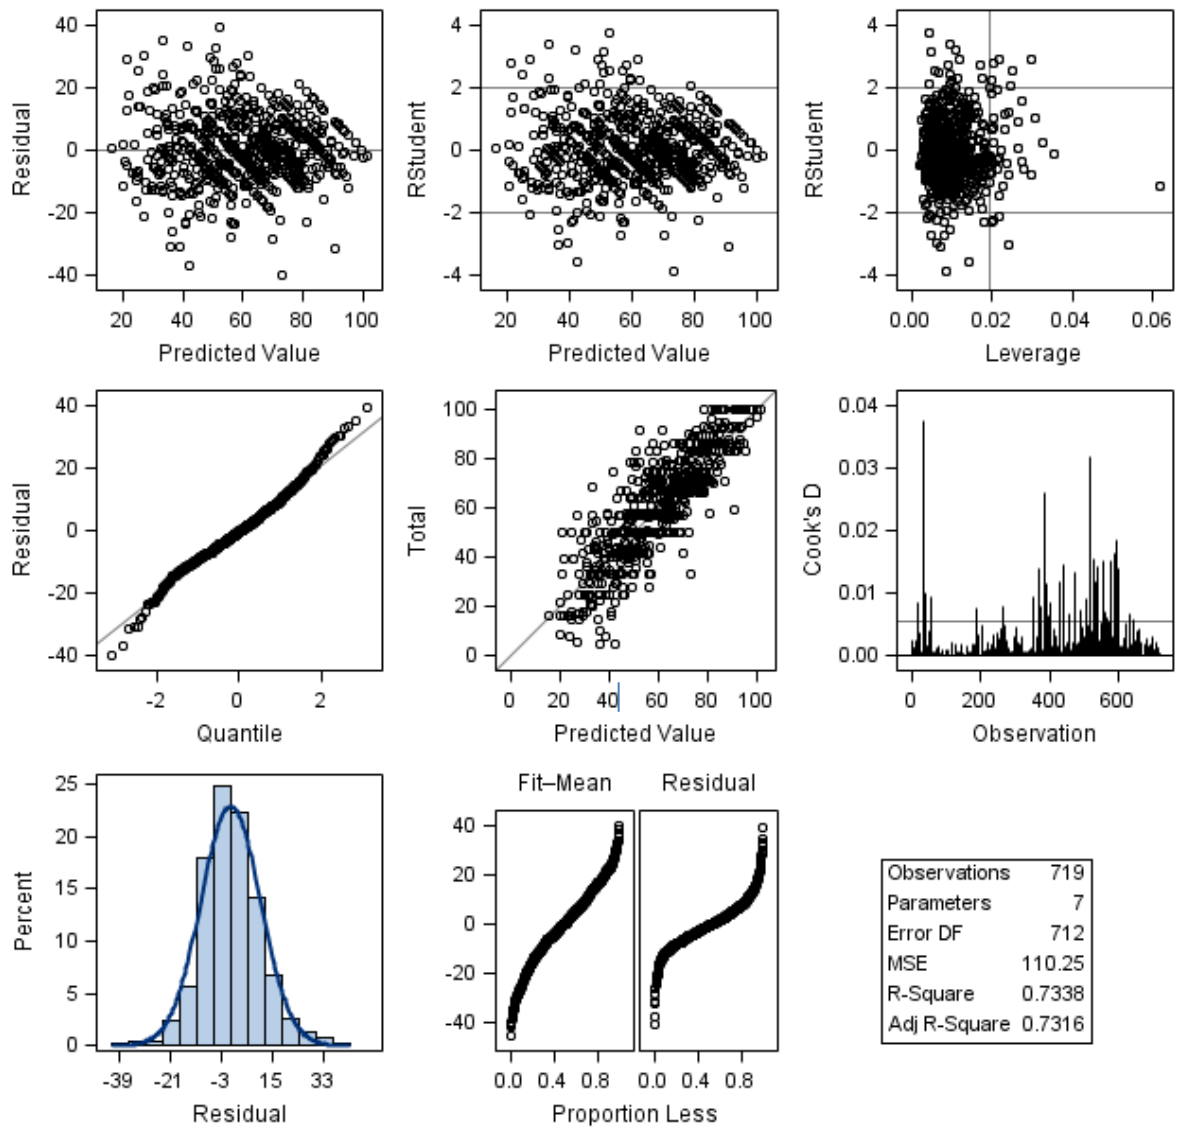 40
20
0
-20
-40
Residual
20 40 60 80 100
Predicted Value
4
2
0
-2
-4
RStudent
20 40 60 80 100
Predicted Value
4
2
0
-2
-4
RStudent
0.00 0.02 0.04 0.06
Leverage
40
20
0
-20
-40
Residual
-2 0 2
Quantile
100
80
60
40
20
0
Total
0 20 40 60 80 100
Predicted Value
0.04
0.03
0.02
0.01
0.00
Cook's D
0 200 400 600
Observation
25
20
15
10
5
0
Percent
-39 -21 -3 15 33
Residual
Fit–Mean Residual
40
20
0
-20
-40
0.0 0.4 0.8 0.0 0.4 0.8
Proportion Less
Observations 719
Parameters 7
Error DF 712
MSE 110.25
R-Square 0.7338
Adj R-Square 0.7316